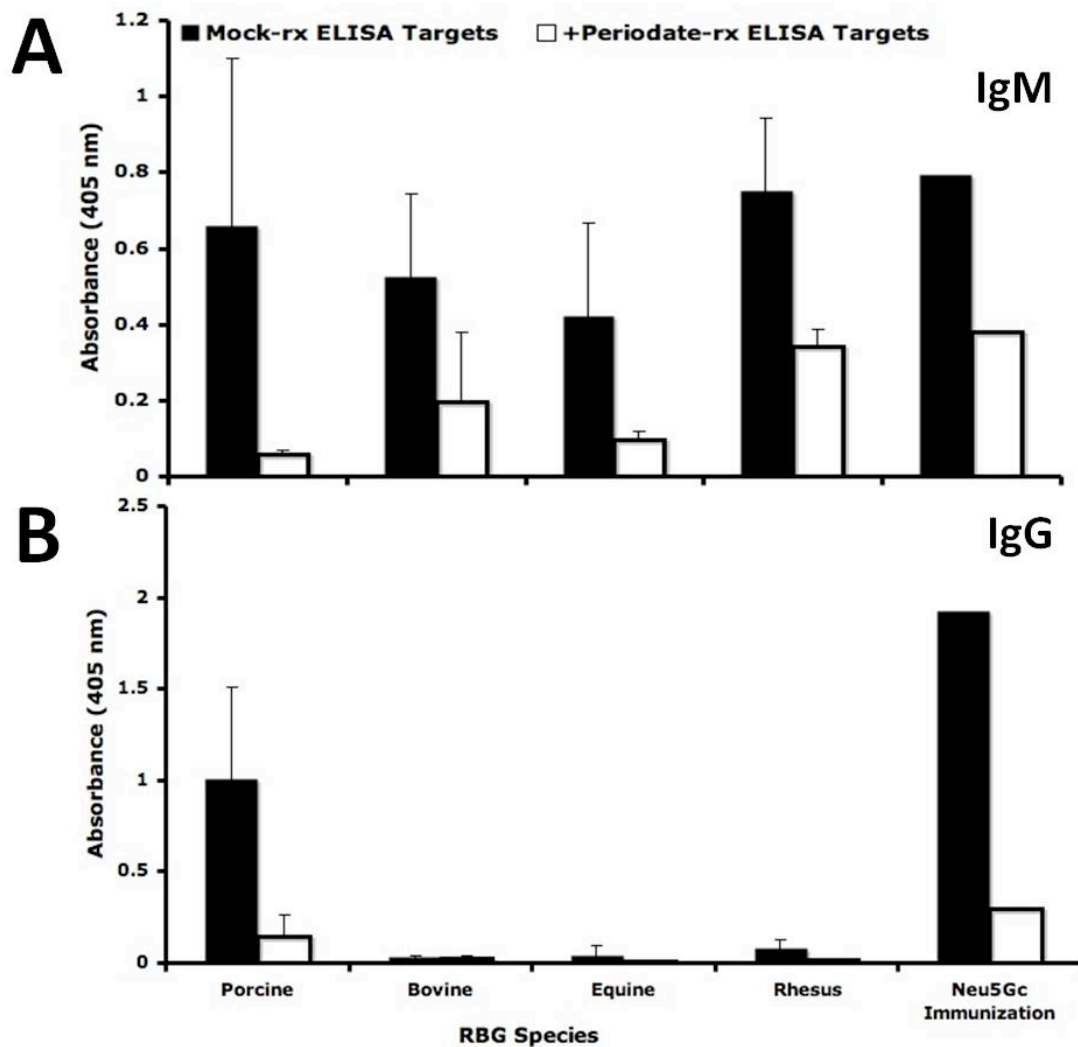 A
Mock-rx ELISA Targets
+Periodate-rx ELISA Targets
IgM
Absorbance (405 nm)
1.2
1
0.8
0.6
0.4
0.2
0
B
IgG
Absorbance (405 nm)
2.5
2
1.5
1
0.5
0
Porcine
Bovine
Equine
Rhesus
Neu5Gc
Immunization
RBG Species